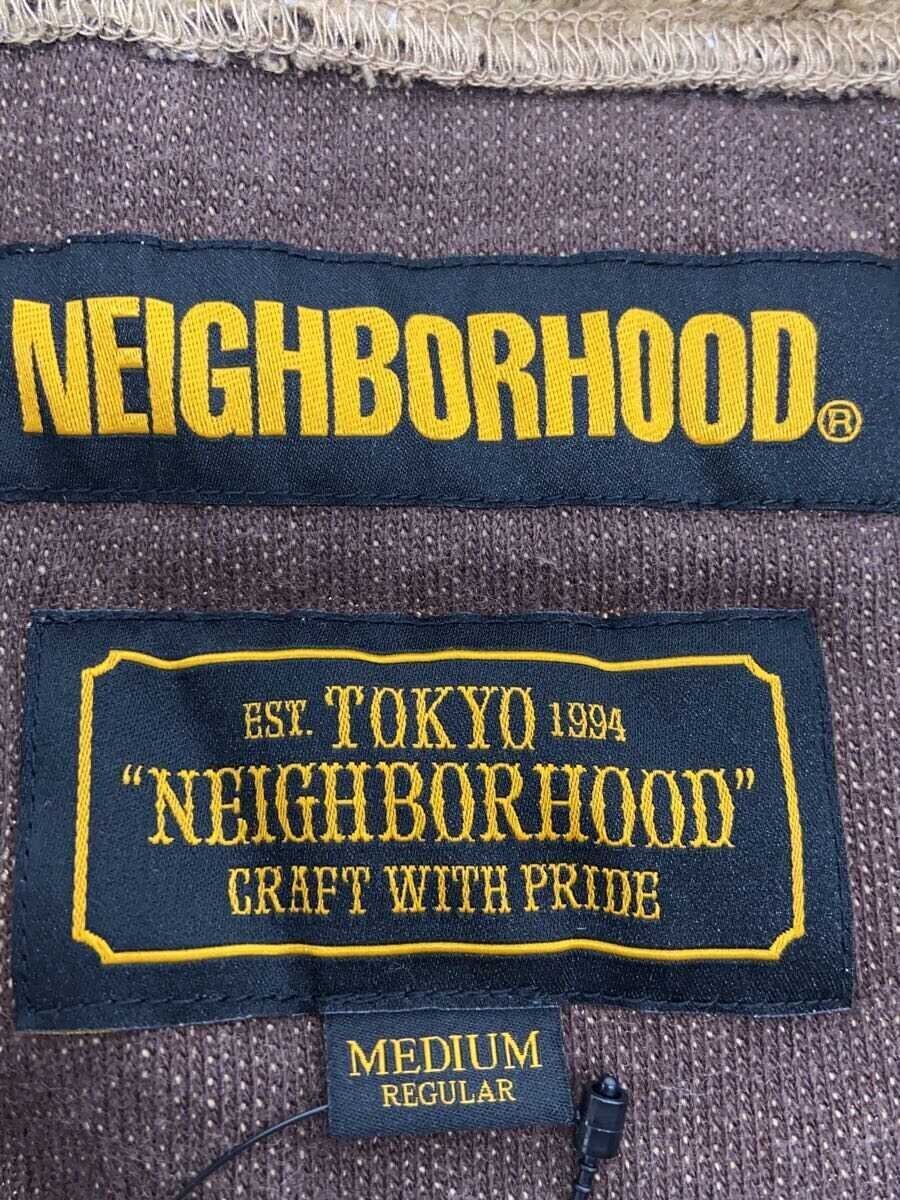 NEIGHBORHOOD®
EST. TOKYO 1994
"NEIGHBORHOOD"
CRAFT WITH PRIDE
MEDIUM
REGULAR